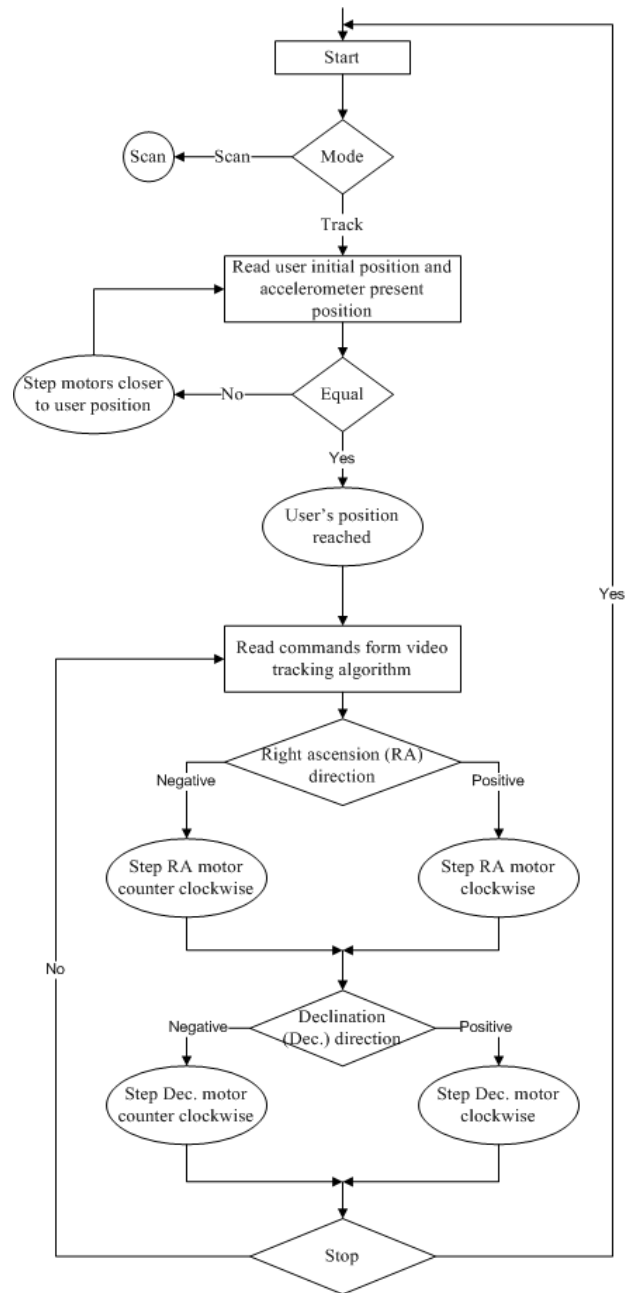 Start
Mode
Scan
Scan
Track
Read user initial position and
accelerometer present
position
Step motors closer
to user position
No
Equal
Yes
User's position
reached
Yes
Read commands form video
tracking algorithm
Right ascension (RA)
direction
Negative
Positive
Step RA motor
counter clockwise
Step RA motor
clockwise
No
Declination
(Dec.) direction
Negative
Positive
Step Dec. motor
counter clockwise
Step Dec. motor
clockwise
Stop